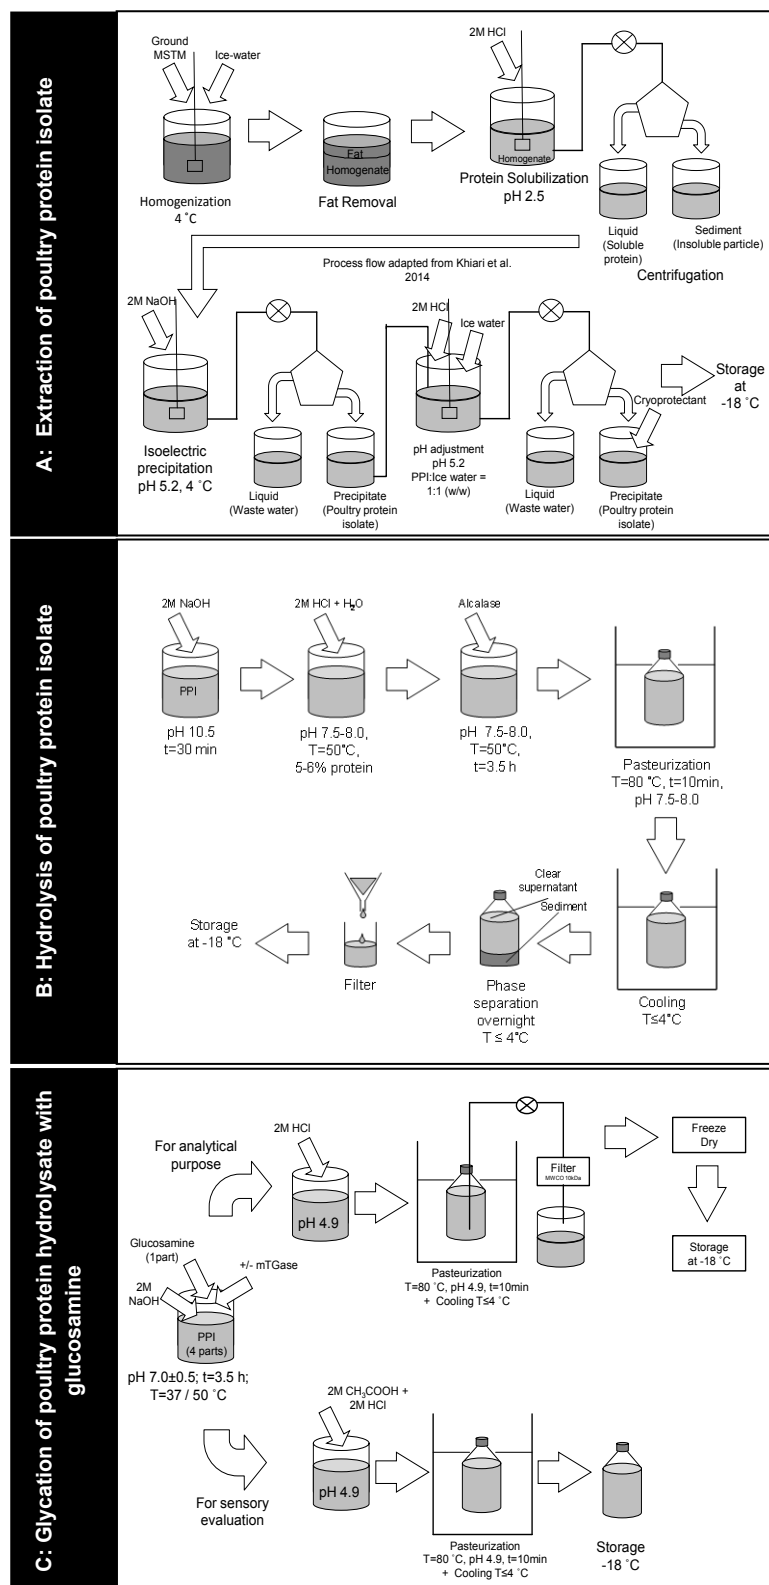 A: Extraction of poultry protein isolate
Ground
MSTM
Ice-water
Homogenization
4 ˚C
Fat
Homogenate
Fat Removal
2M HCl
Homogenate
Protein Solubilization
pH 2.5
Liquid
(Soluble
protein)
Sediment
(Insoluble particle)
Centrifugation
Process flow adapted from Khiari et al.
2014
2M NaOH
Isoelectric
precipitation
pH 5.2, 4 ˚C
Liquid
(Waste water)
Precipitate
(Poultry protein
isolate)
2M HCl
Ice water
pH adjustment
pH 5.2
PPI:Ice water =
1:1 (w/w)
Liquid
(Waste water)
Cryoprotectant
Precipitate
(Poultry protein
isolate)
Storage
at
-18 ˚C
B: Hydrolysis of poultry protein isolate
2M NaOH
PPI
pH 10.5
t=30 min
2M HCl + H₂O
pH 7.5-8.0,
T=50°C,
5-6% protein
Alcalase
pH 7.5-8.0,
T=50°C,
t=3.5 h
Pasteurization
T=80 °C, t=10min,
pH 7.5-8.0
Cooling
T≤4°C
Clear
supernatant
Sediment
Phase
separation
overnight
T ≤ 4°C
Filter
Storage
at -18 °C
C: Glycation of poultry protein hydrolysate with
glucosamine
For analytical
purpose
2M HCl
pH 4.9
Pasteurization
T=80 ˚C, pH 4.9, t=10min
+ Cooling T≤4 ˚C
Filter
MWCO 10kDa
Freeze
Dry
Storage
at -18 ˚C
Glucosamine
(1part)
+/- mTGase
2M
NaOH
PPI
(4 parts)
pH 7.0±0.5; t=3.5 h;
T=37 / 50 ˚C
For sensory
evaluation
2M CH₃COOH +
2M HCl
pH 4.9
Pasteurization
T=80 ˚C, pH 4.9, t=10min
+ Cooling T≤4 ˚C
Storage
-18 ˚C